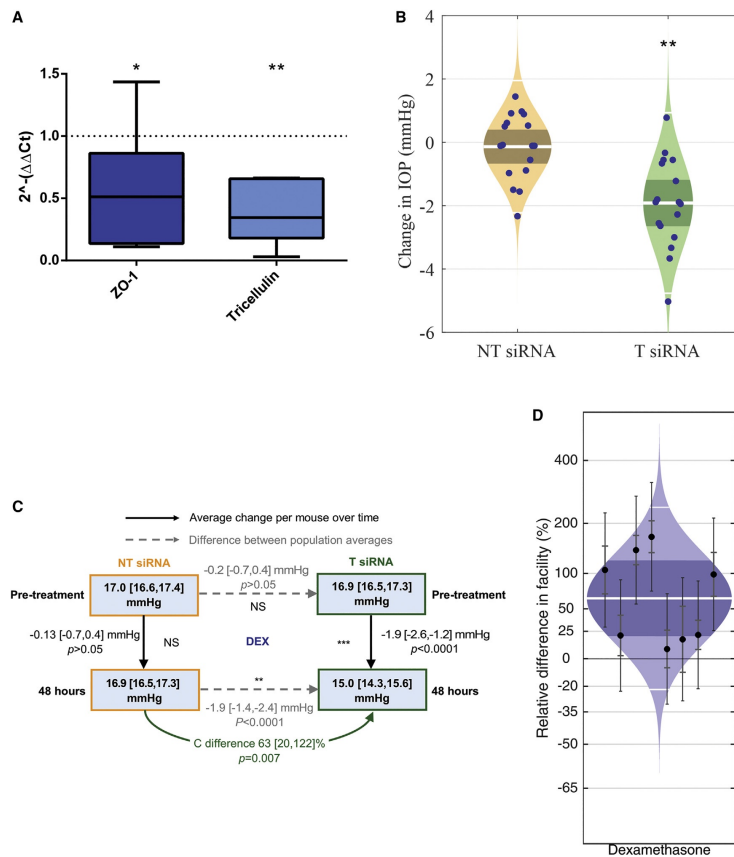 A
*
**
1.5
1.0
0.5
0.0
2^-(ΔΔCt)
ZO-1
Tricellulin
B
**
4
2
0
-2
-4
-6
Change in IOP (mmHg)
NT siRNA
T siRNA
C
Average change per mouse over time
Difference between population averages
NT siRNA
T siRNA
Pre-treatment
17.0 [16.6,17.4]
mmHg
-0.2 [-0.7,0.4] mmHg
p>0.05
NS
16.9 [16.5,17.3]
mmHg
Pre-treatment
-0.13 [-0.7,0.4] mmHg
p>0.05
NS
DEX
***
-1.9 [-2.6,-1.2] mmHg
p<0.0001
48 hours
16.9 [16.5,17.3]
mmHg
**
-1.9 [-1.4,-2.4] mmHg
P<0.0001
15.0 [14.3,15.6]
mmHg
48 hours
C difference 63 [20,122]%
p=0.007
D
400
200
100
50
25
0
-20
-35
-50
-65
Relative difference in facility (%)
Dexamethasone